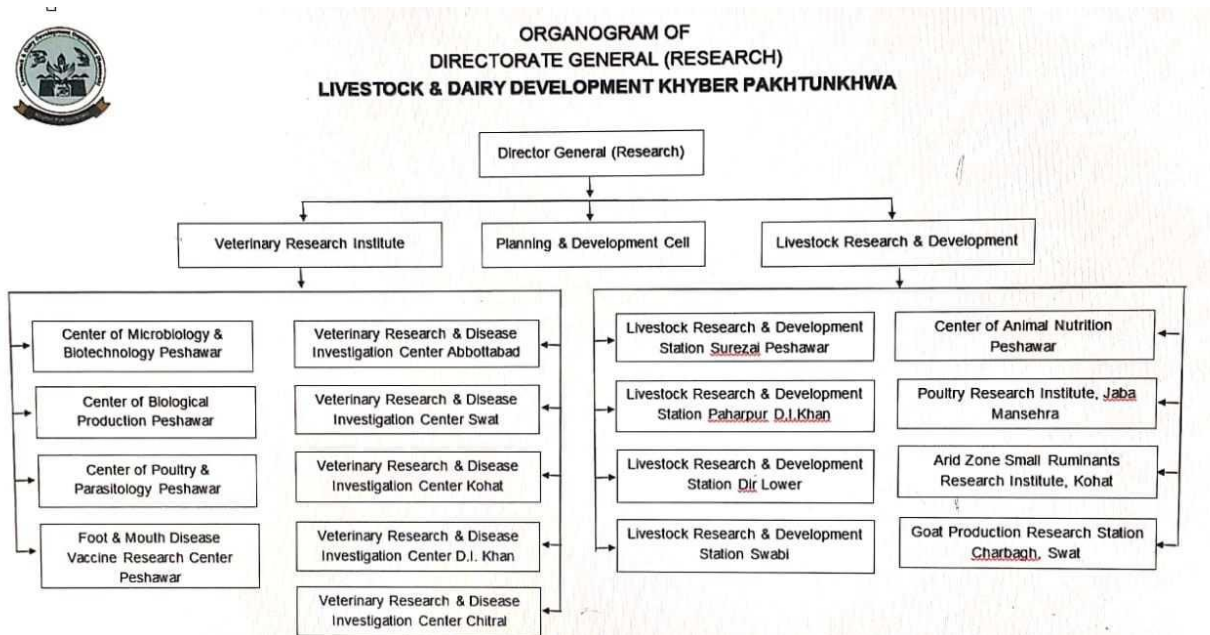 ORGANOGRAM OF
DIRECTORATE GENERAL (RESEARCH)
LIVESTOCK & DAIRY DEVELOPMENT KHYBER PAKHTUNKHWA
Director General (Research)
Veterinary Research Institute
Planning & Development Cell
Livestock Research & Development
Center of Microbiology &
Biotechnology Peshawar
Center of Biological
Production Peshawar
Center of Poultry &
Parasitology Peshawar
Foot & Mouth Disease
Vaccine Research Center
Peshawar
Veterinary Research & Disease
Investigation Center Abbottabad
Veterinary Research & Disease
Investigation Center Swat
Veterinary Research & Disease
Investigation Center Kohat
Veterinary Research & Disease
Investigation Center D.I. Khan
Veterinary Research & Disease
Investigation Center Chitral
Livestock Research & Development
Station Surezai Peshawar
Livestock Research & Development
Station Paharpur D.I.Khan
Livestock Research & Development
Station Dir Lower
Livestock Research & Development
Station Swabi
Center of Animal Nutrition
Peshawar
Poultry Research Institute, Jaba
Mansehra
Arid Zone Small Ruminants
Research Institute, Kohat
Goat Production Research Station
Charbagh, Swat